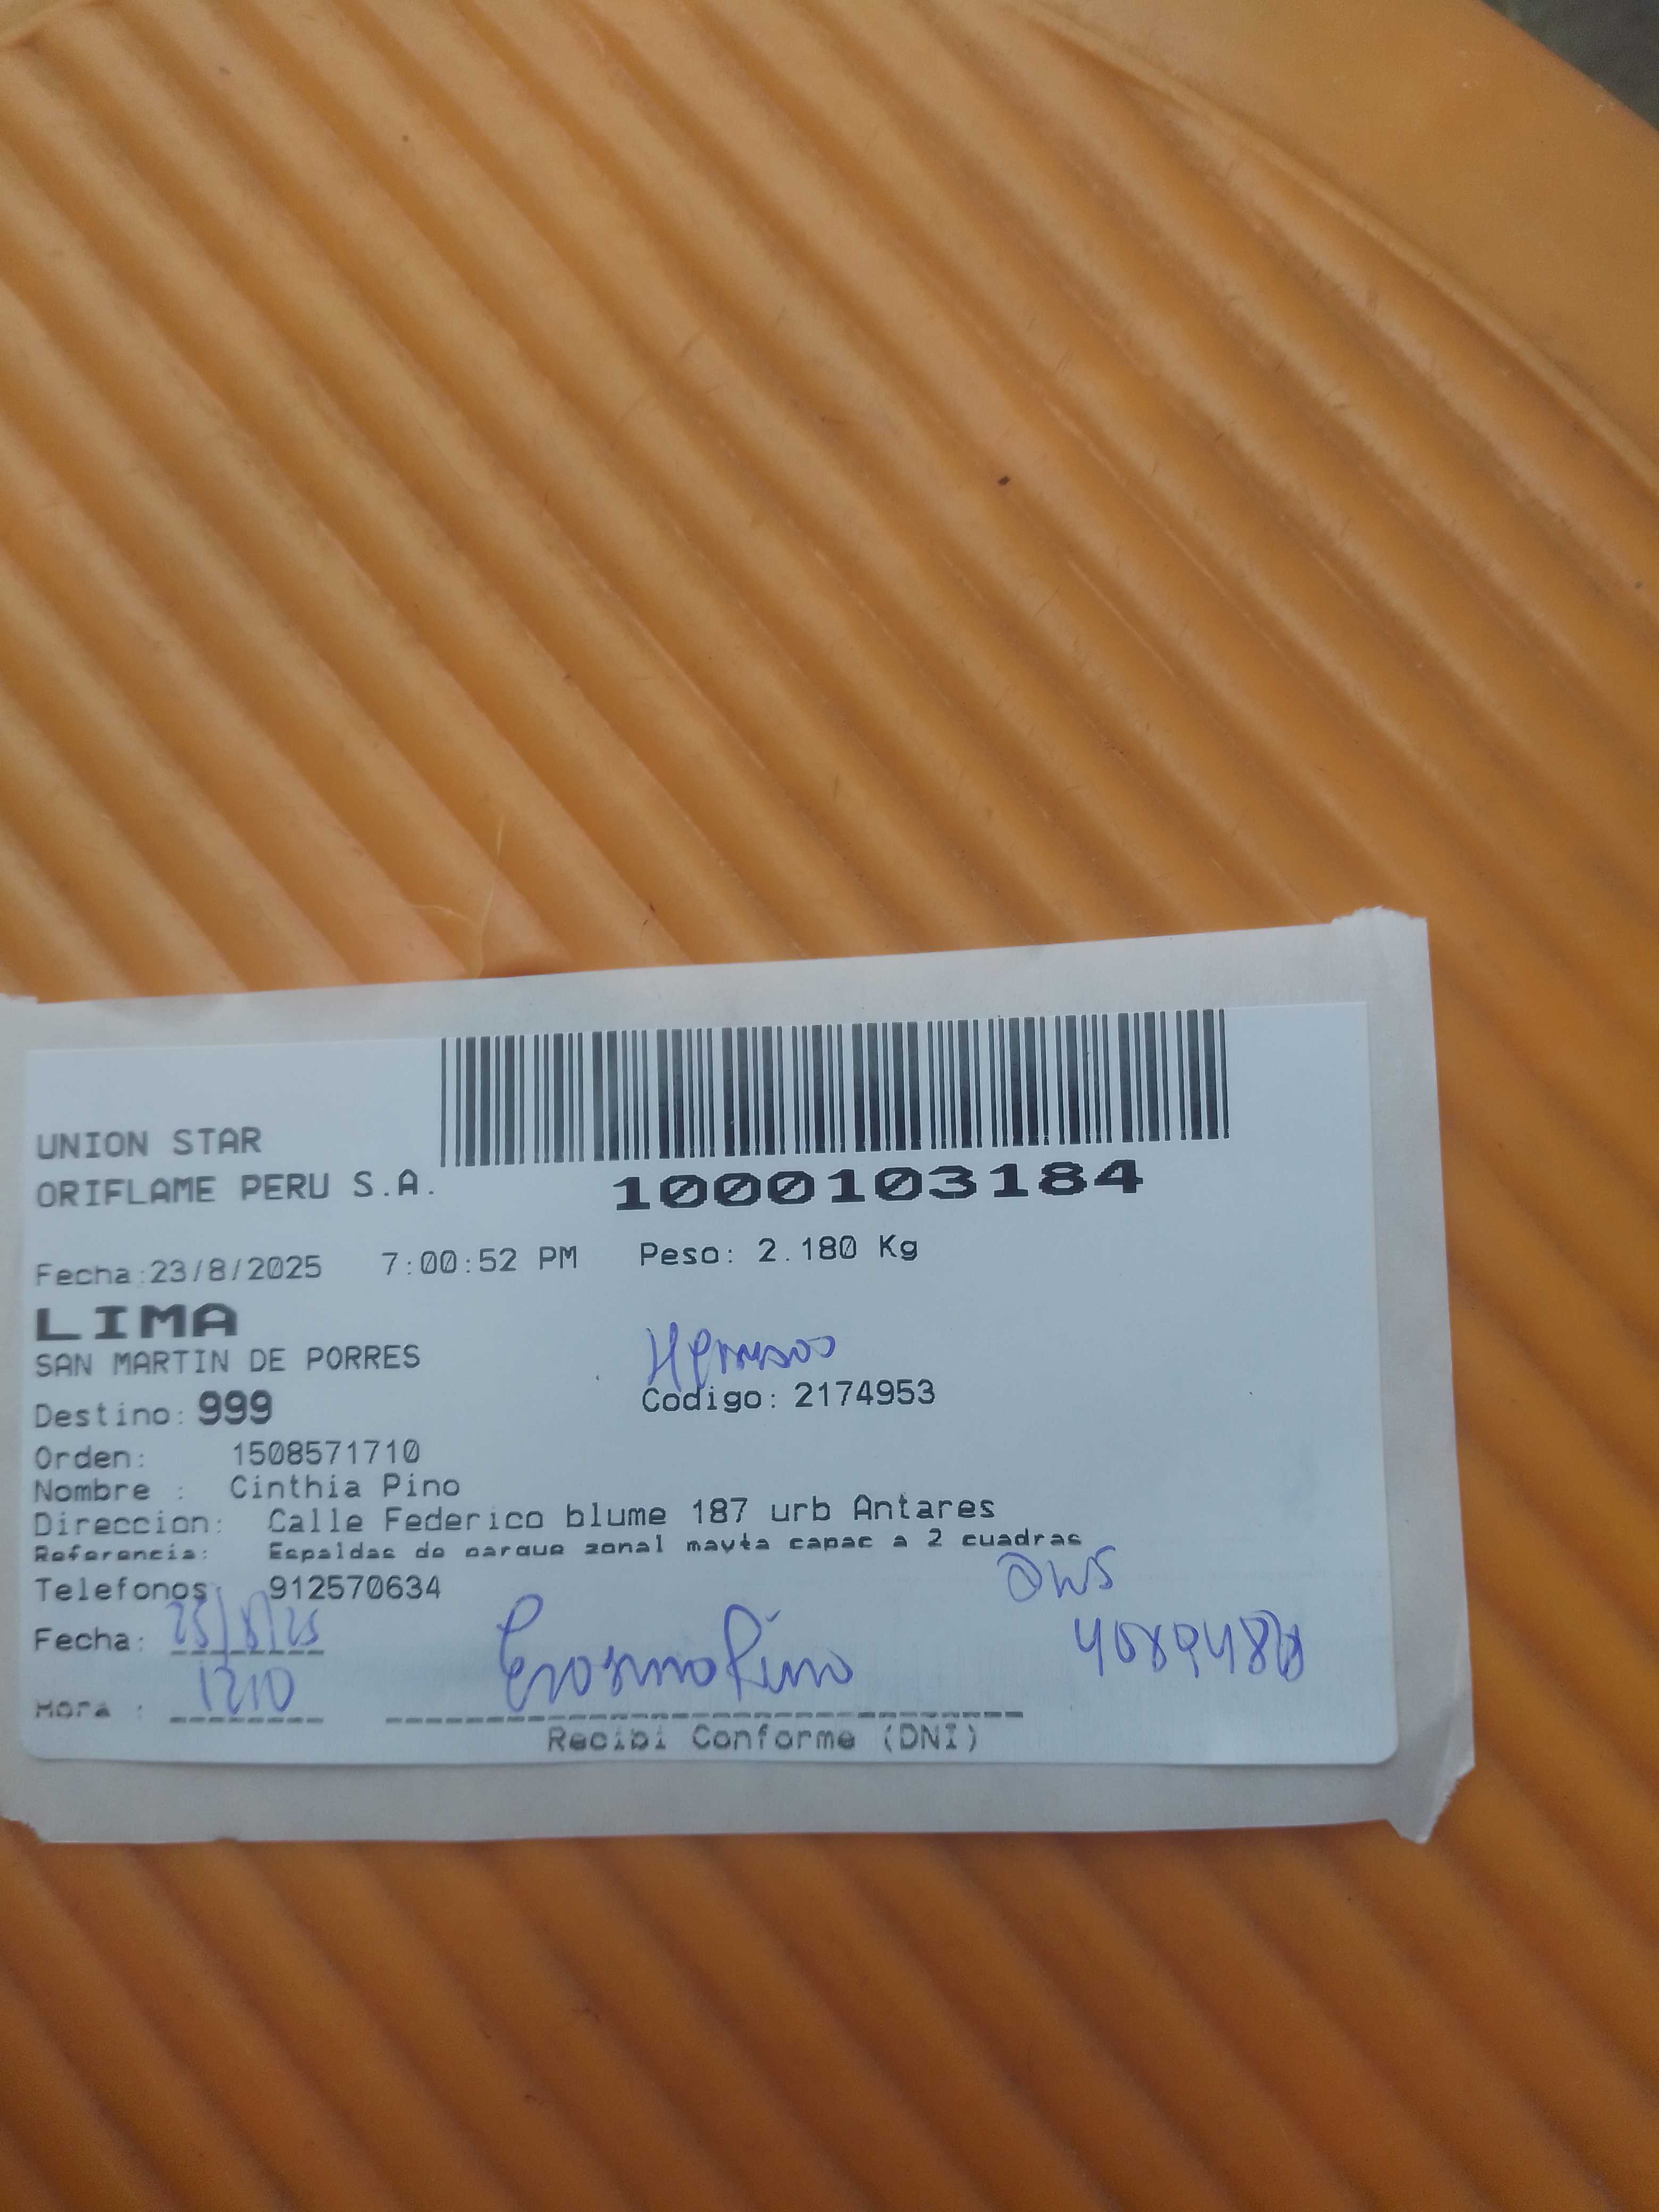 UNION STAR
ORIFLAME PERU S.A.
1000103184
Fecha:23/8/2025 7:00:52 PM Peso: 2.180 Kg
LIMA
SAN MARTIN DE PORRES
Destino: 999
Codigo: 2174953
Orden: 1508571710
Nombre : Cinthia Pino
Direccion: Calle Federico blume 187 urb Antares
Referencia: Espaldas de parque zonal mayta capac a 2 cuadras
Telefonos: 912570634
Fecha: 25/8/25
Hora : 1210
Pino
Recibi Conforme (DNI)